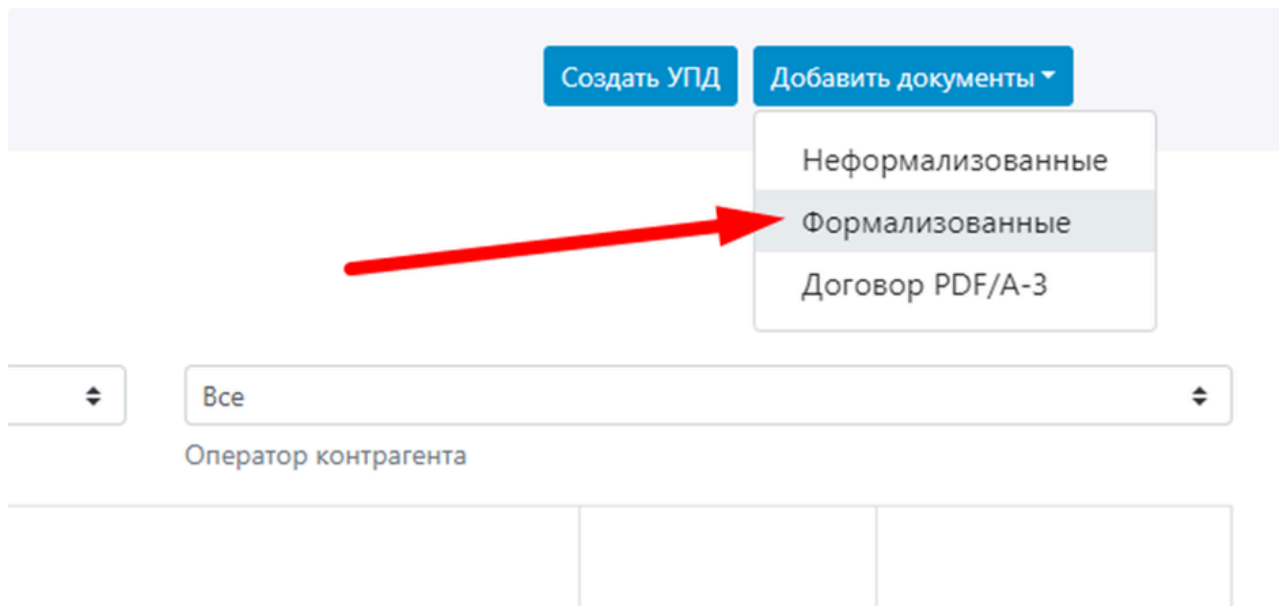 Создать УПД Добавить документы
Неформализованные
Формализованные
Договор PDF/A-3
Все
Оператор контрагента